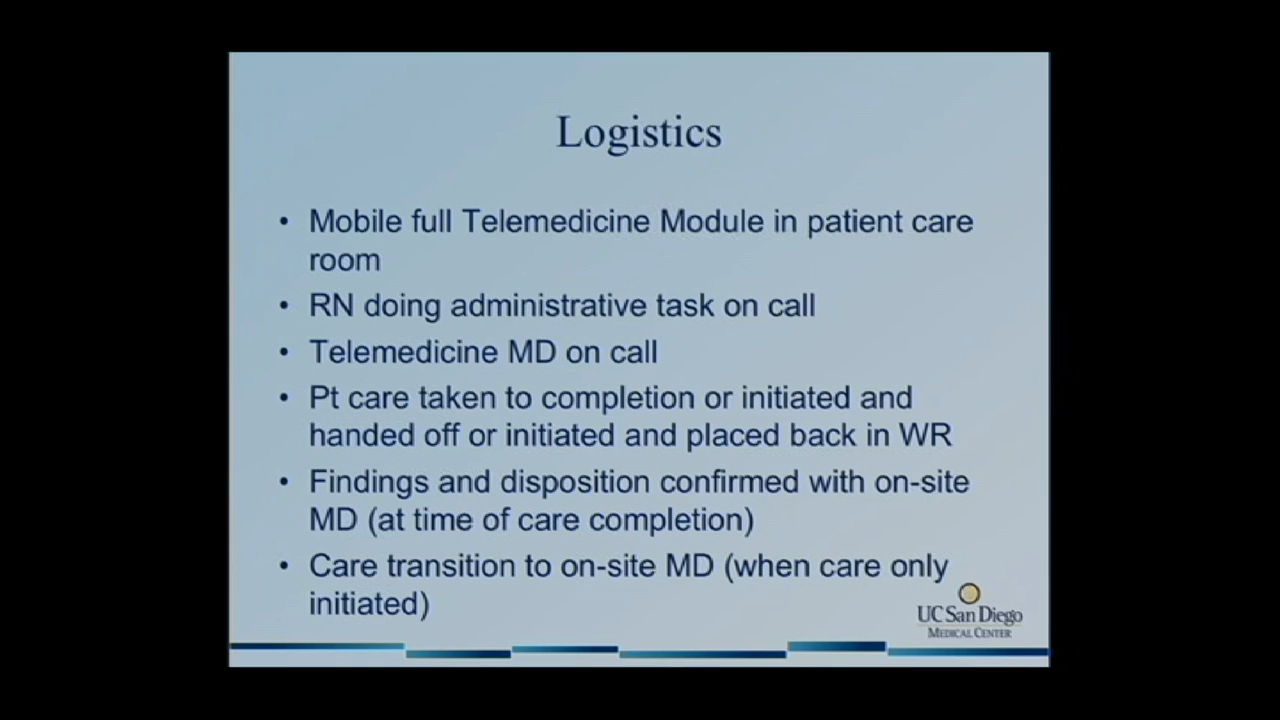 Logistics
• Mobile full Telemedicine Module in patient care
room
• RN doing administrative task on call
• Telemedicine MD on call
• Pt care taken to completion or initiated and
handed off or initiated and placed back in WR
• Findings and disposition confirmed with on-site
MD (at time of care completion)
• Care transition to on-site MD (when care only
initiated)
UC San Diego
MEDICAL CENTER